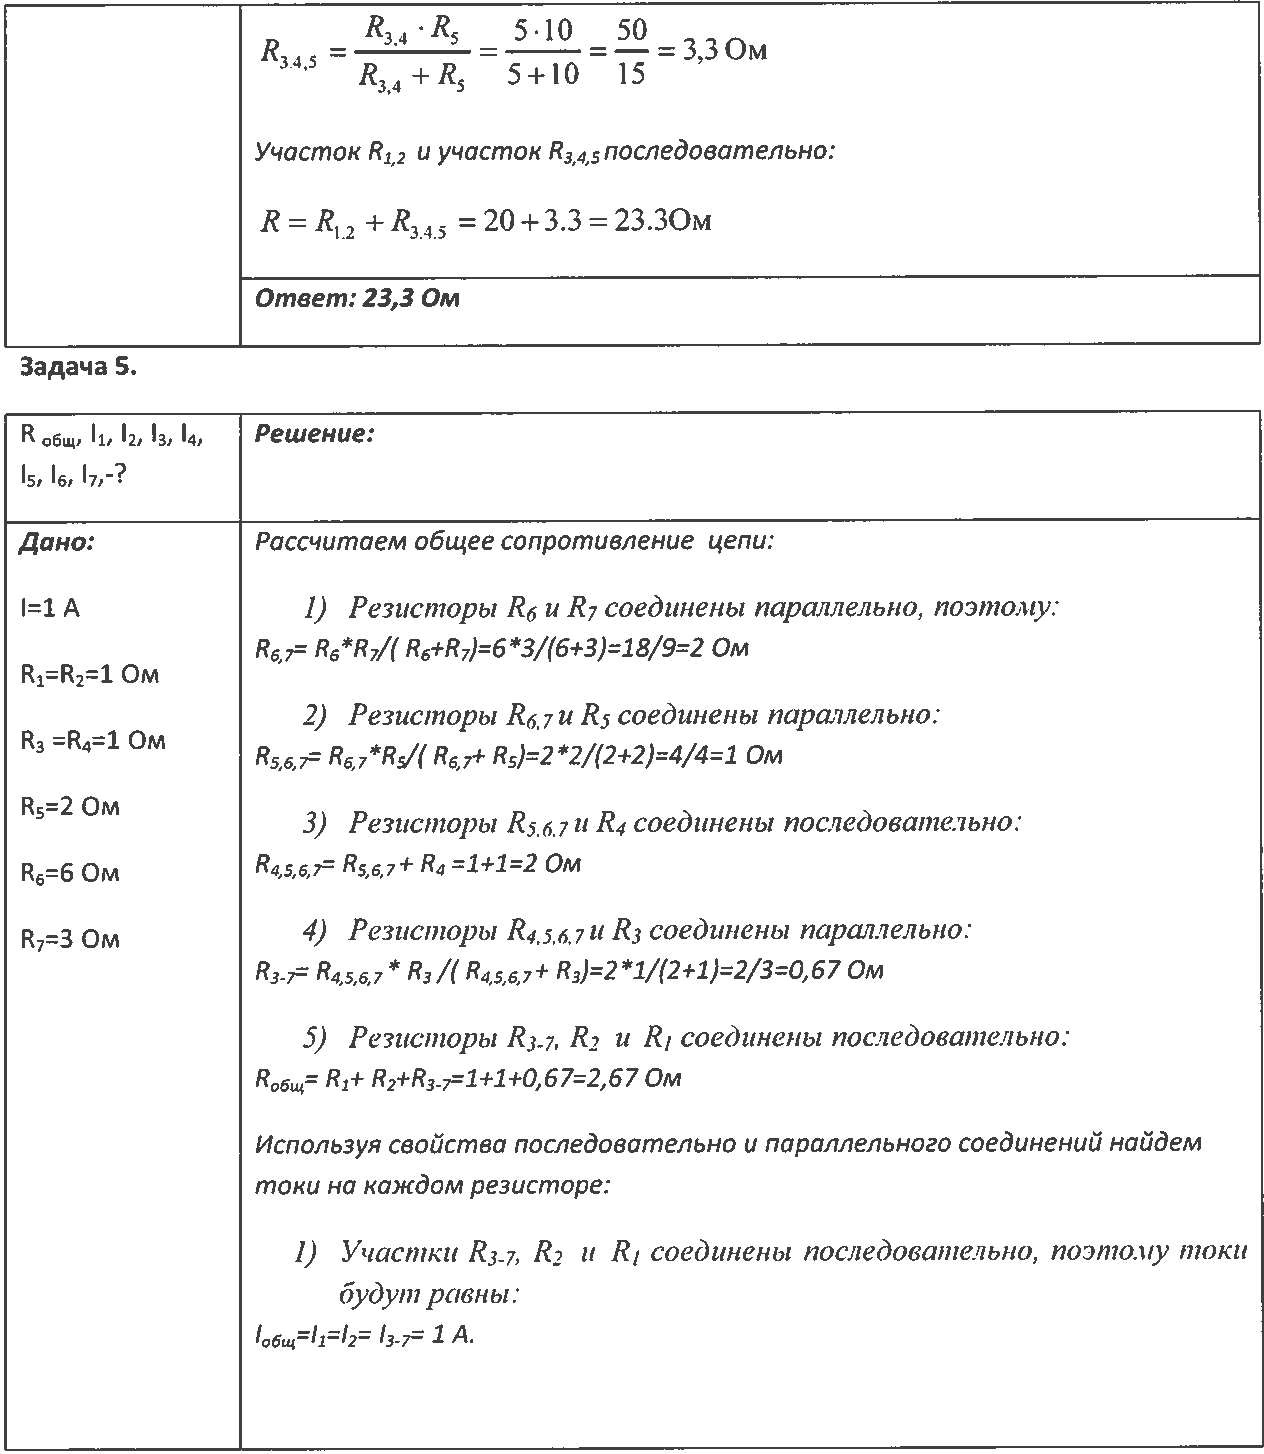 R3.4,5 = R3,4 · R5 / R3,4 + R5 = 5·10 / 5+10 = 50 / 15 = 3,3 Ом
Участок R1,2 и участок R3,4,5 последовательно:
R = R1.2 + R3.4.5 = 20 + 3.3 = 23.3Ом
Ответ: 23,3 Ом
Задача 5.
R общ, I1, I2, I3, I4,
I5, I6, I7,-?
Решение:
Дано:
I=1 А
R1=R2=1 Ом
R3 =R4=1 Ом
R5=2 Ом
R6=6 Ом
R7=3 Ом
Рассчитаем общее сопротивление цепи:
1) Резисторы R6 и R7 соединены параллельно, поэтому:
R6,7= R6*R7/( R6+R7)=6*3/(6+3)=18/9=2 Ом
2) Резисторы R6,7 и R5 соединены параллельно:
R5,6,7= R6,7*R5/( R6,7+ R5)=2*2/(2+2)=4/4=1 Ом
3) Резисторы R5,6,7 и R4 соединены последовательно:
R4,5,6,7= R5,6,7 + R4 =1+1=2 Ом
4) Резисторы R4,5,6,7 и R3 соединены параллельно:
R3-7= R4,5,6,7 * R3 /( R4,5,6,7 + R3)=2*1/(2+1)=2/3=0,67 Ом
5) Резисторы R3-7, R2 и R1 соединены последовательно:
Rобщ= R1+ R2+R3-7=1+1+0,67=2,67 Ом
Используя свойства последовательно и параллельного соединений найдем
токи на каждом резисторе:
1) Участки R3-7, R2 и R1 соединены последовательно, поэтому токи
будут равны:
Iобщ=I1=I2= I3-7= 1 А.